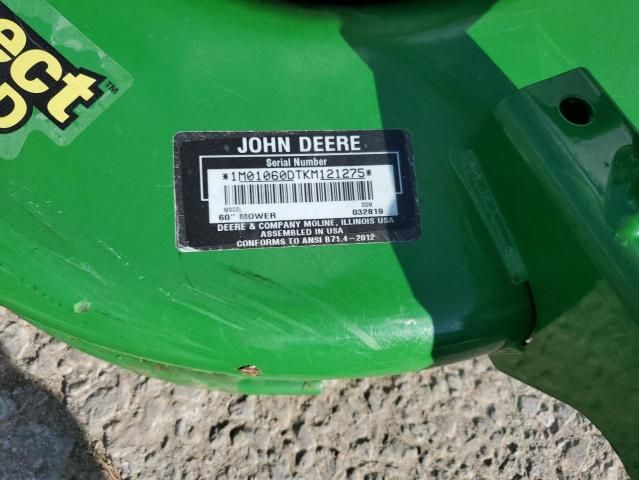 ect
D
™
JOHN DEERE
Serial Number
*1M01060DTKM121275*
MODEL DOM
60" MOWER 032819
DEERE & COMPANY MOLINE, ILLINOIS USA
ASSEMBLED IN USA
CONFORMS TO ANSI B71.4-2012